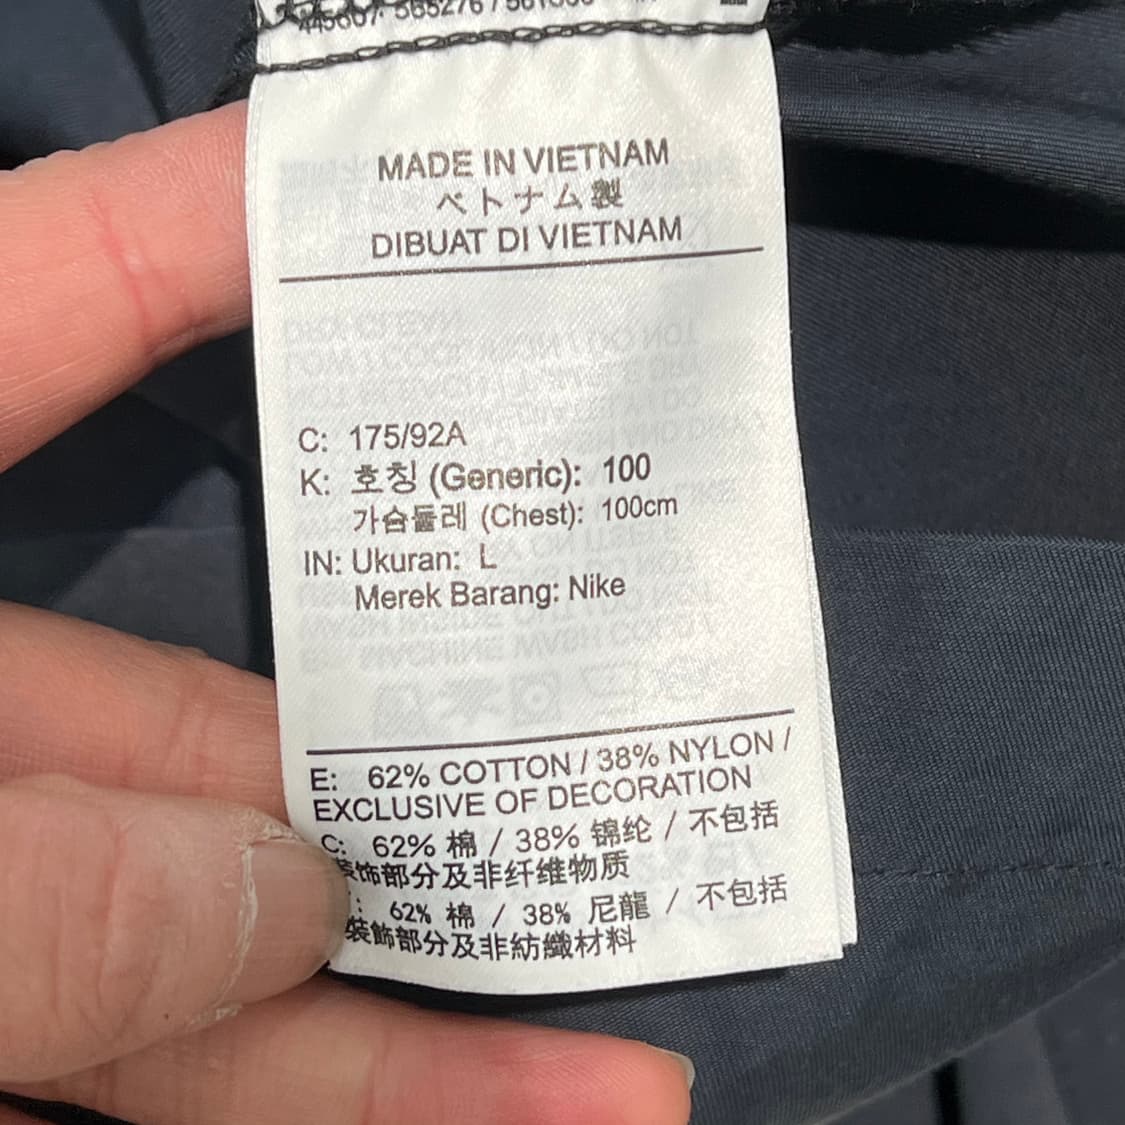 MADE IN VIETNAM
ベトナム製
DIBUAT DI VIETNAM
C: 175/92A
K: 호칭 (Generic): 100
가슴둘레 (Chest): 100cm
IN: Ukuran: L
Merek Barang: Nike
E: 62% COTTON / 38% NYLON /
EXCLUSIVE OF DECORATION
C: 62% 棉 / 38% 锦纶 / 不包括
装饰部分及非纤维物质
: 62% 棉 / 38% 尼龍 / 不包括
裝飾部分及非紡織材料